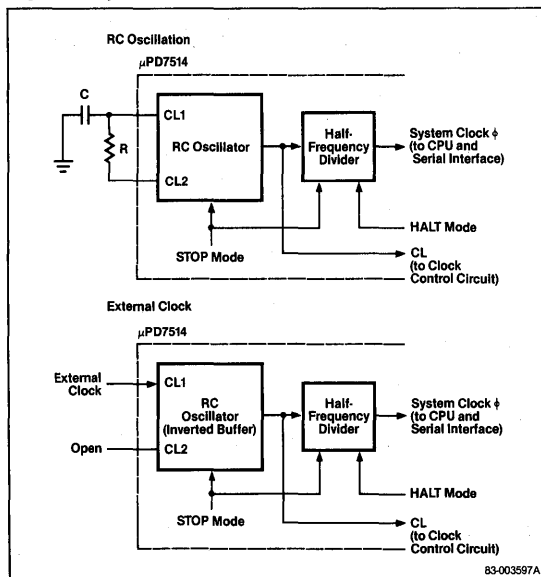 RC Oscillation
μPD7514
C
R
CL1
CL2
RC Oscillator
Half-
Frequency
Divider
System Clock ϕ
(to CPU and
Serial Interface)
HALT Mode
STOP Mode
CL
(to Clock
Control Circuit)
External Clock
μPD7514
External
Clock
Open
CL1
CL2
RC
Oscillator
(Inverted Buffer)
Half-
Frequency
Divider
System Clock ϕ
(to CPU and
Serial Interface)
HALT Mode
STOP Mode
CL
(to Clock
Control Circuit)
83-003597A